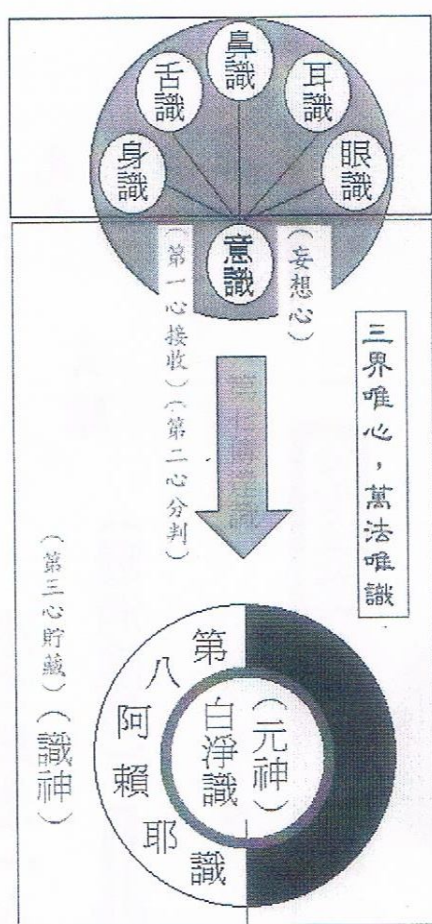 眼識
耳識
鼻識
舌識
身識
意識
（妄想心）
（第一心接收）（第二心分判）
三界唯心，萬法唯識
（元神）
白淨識
第八阿賴耶識
（第三心貯藏）（識神）